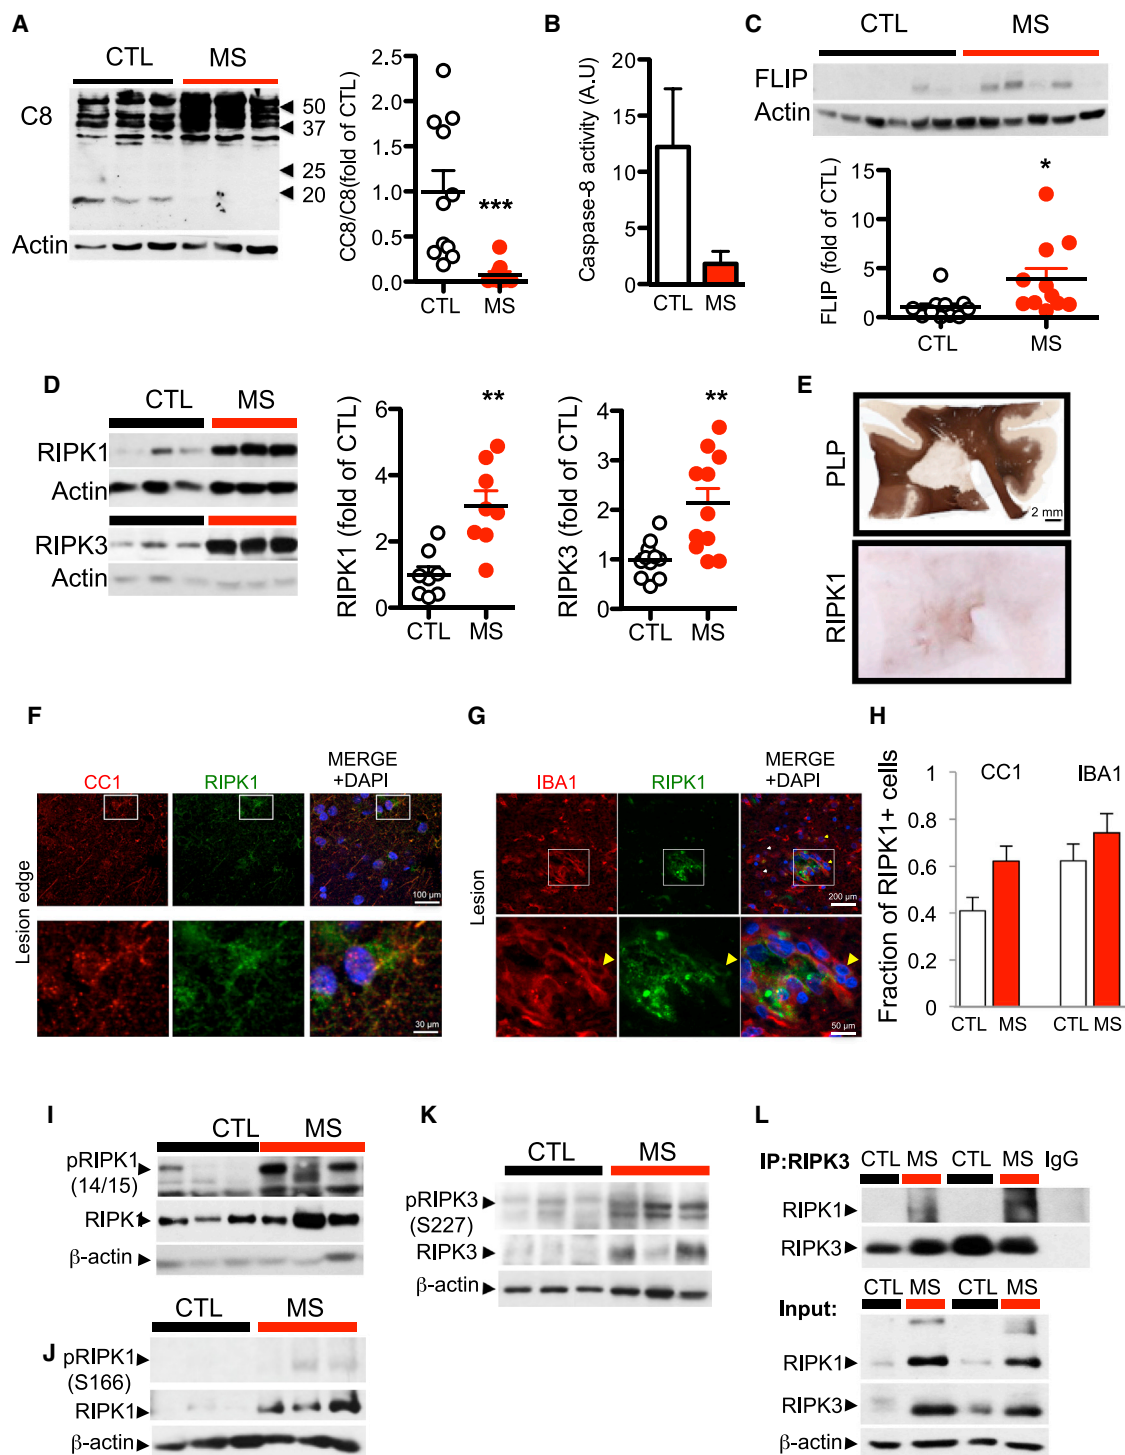 A
CTL MS
C8
50
37
25
20
Actin
CC8/C8(fold of CTL)
2.5
2.0
1.5
1.0
0.5
0.0
***
CTL MS
B
Caspase-8 activity (A.U)
20
15
10
5
0
CTL MS
C
CTL MS
FLIP
Actin
FLIP (fold of CTL)
15
10
5
0
*
CTL MS
D
CTL MS
RIPK1
Actin
RIPK3
Actin
RIPK1 (fold of CTL)
6
4
2
0
**
CTL MS
RIPK3 (fold of CTL)
4
3
2
1
0
**
CTL MS
E
PLP
2 mm
RIPK1
F
CC1 RIPK1 MERGE
+DAPI
Lesion edge
100 µm
30 µm
G
IBA1 RIPK1 MERGE
+DAPI
Lesion
200 µm
50 µm
H
Fraction of RIPK1+ cells
1
0.8
0.6
0.4
0.2
0
CC1 IBA1
CTL MS CTL MS
I
CTL MS
pRIPK1
(14/15)
RIPK1
β-actin
J
CTL MS
pRIPK1
(S166)
RIPK1
β-actin
K
CTL MS
pRIPK3
(S227)
RIPK3
β-actin
L
IP:RIPK3 CTL MS CTL MS IgG
RIPK1
RIPK3
Input: CTL MS CTL MS
RIPK1
RIPK3
β-actin